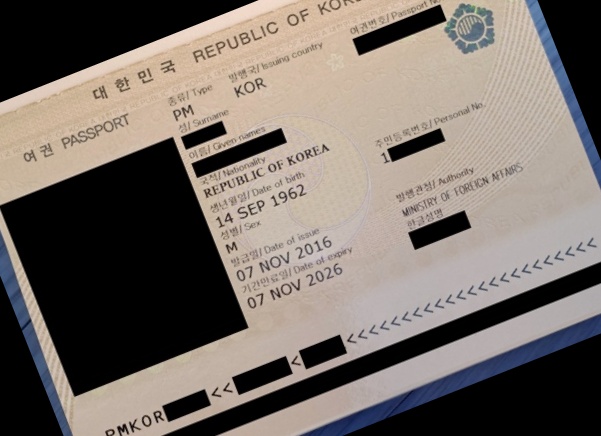 대한민국 REPUBLIC OF
여권 PASSPORT
종류/ Type
발행국/ Issuing country
여권번호/ Passport
PM
KOR
성/ Surname
이름/ Given names
국적/ Nationality
REPUBLIC OF KOREA
생년월일/ Date of birth
14 SEP 1962
주민등록번호/ Personal No.
1
성별/ Sex
M
발행관청/ Authority
MINISTRY OF FOREIGN AFFAIRS
발급일/ Date of issue
07 NOV 2016
한글성명
기간만료일/ Date of expiry
07 NOV 2026
PMKOR<<<<<<<<<<<<<<<<<<<<<<<<<<<<